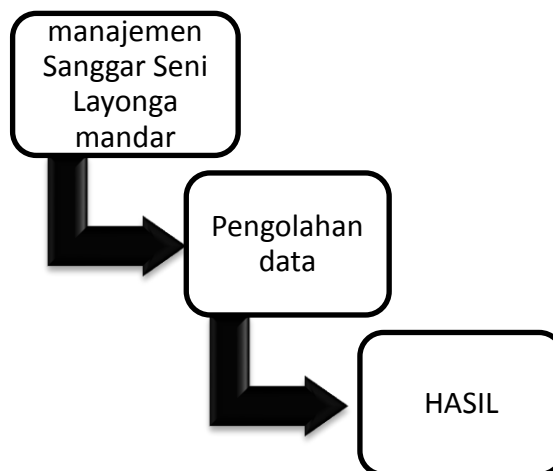 manajemen
Sanggar Seni
Layonga
mandar
Pengolahan
data
HASIL